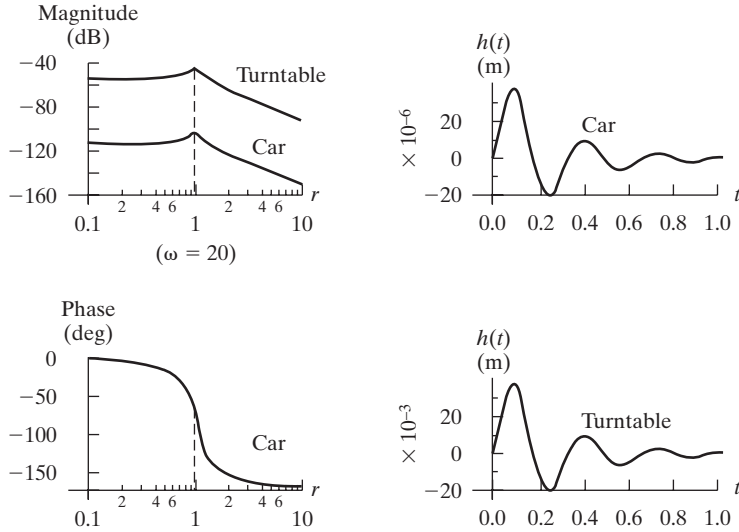 Magnitude
(dB)
−40
−80
−120
−160
Turntable
Car
0.1
2
4 6
1
2
4 6
10
r
(ω = 20)
h(t)
(m)
× 10⁻⁶
20
0
−20
Car
0.0 0.2 0.4 0.6 0.8 1.0
t
Phase
(deg)
0
−50
−100
−150
Car
0.1
2
4 6
1
2
4 6
10
r
h(t)
(m)
× 10⁻³
20
0
−20
Turntable
0.0 0.2 0.4 0.6 0.8 1.0
t